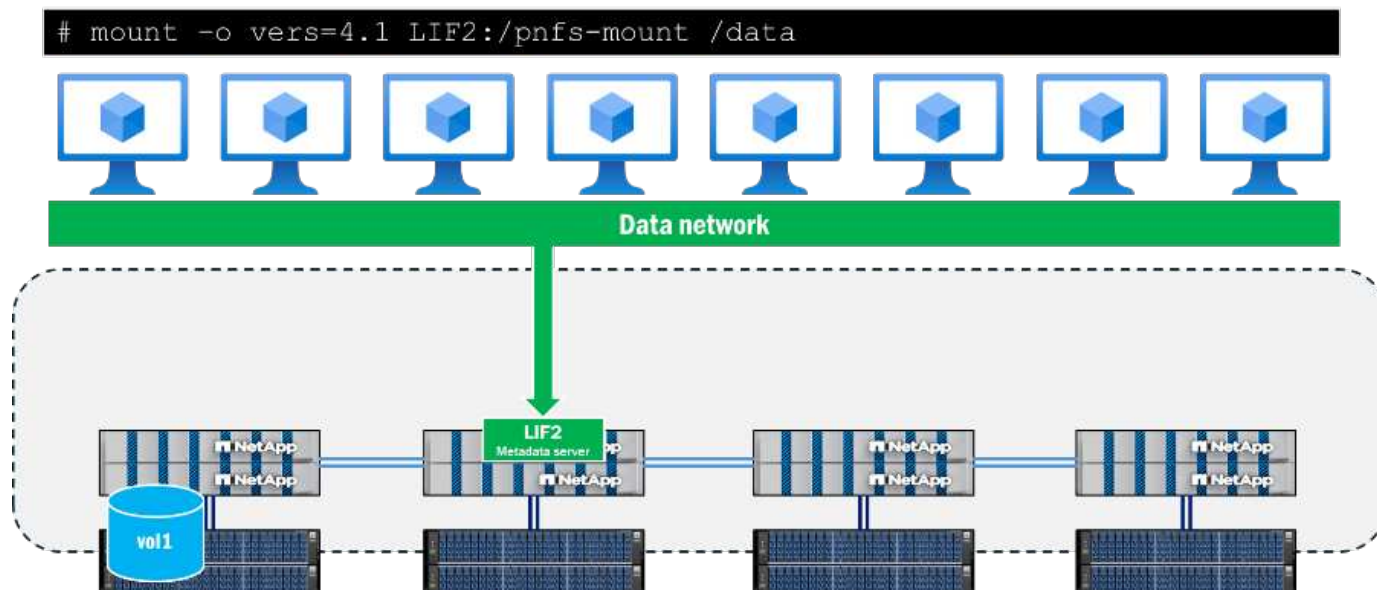 # mount -o vers=4.1 LIF2:/pnfs-mount /data
Data network
LIF2
Metadata server
NetApp
NetApp
NetApp
NetApp
NetApp
NetApp
NetApp
vol1